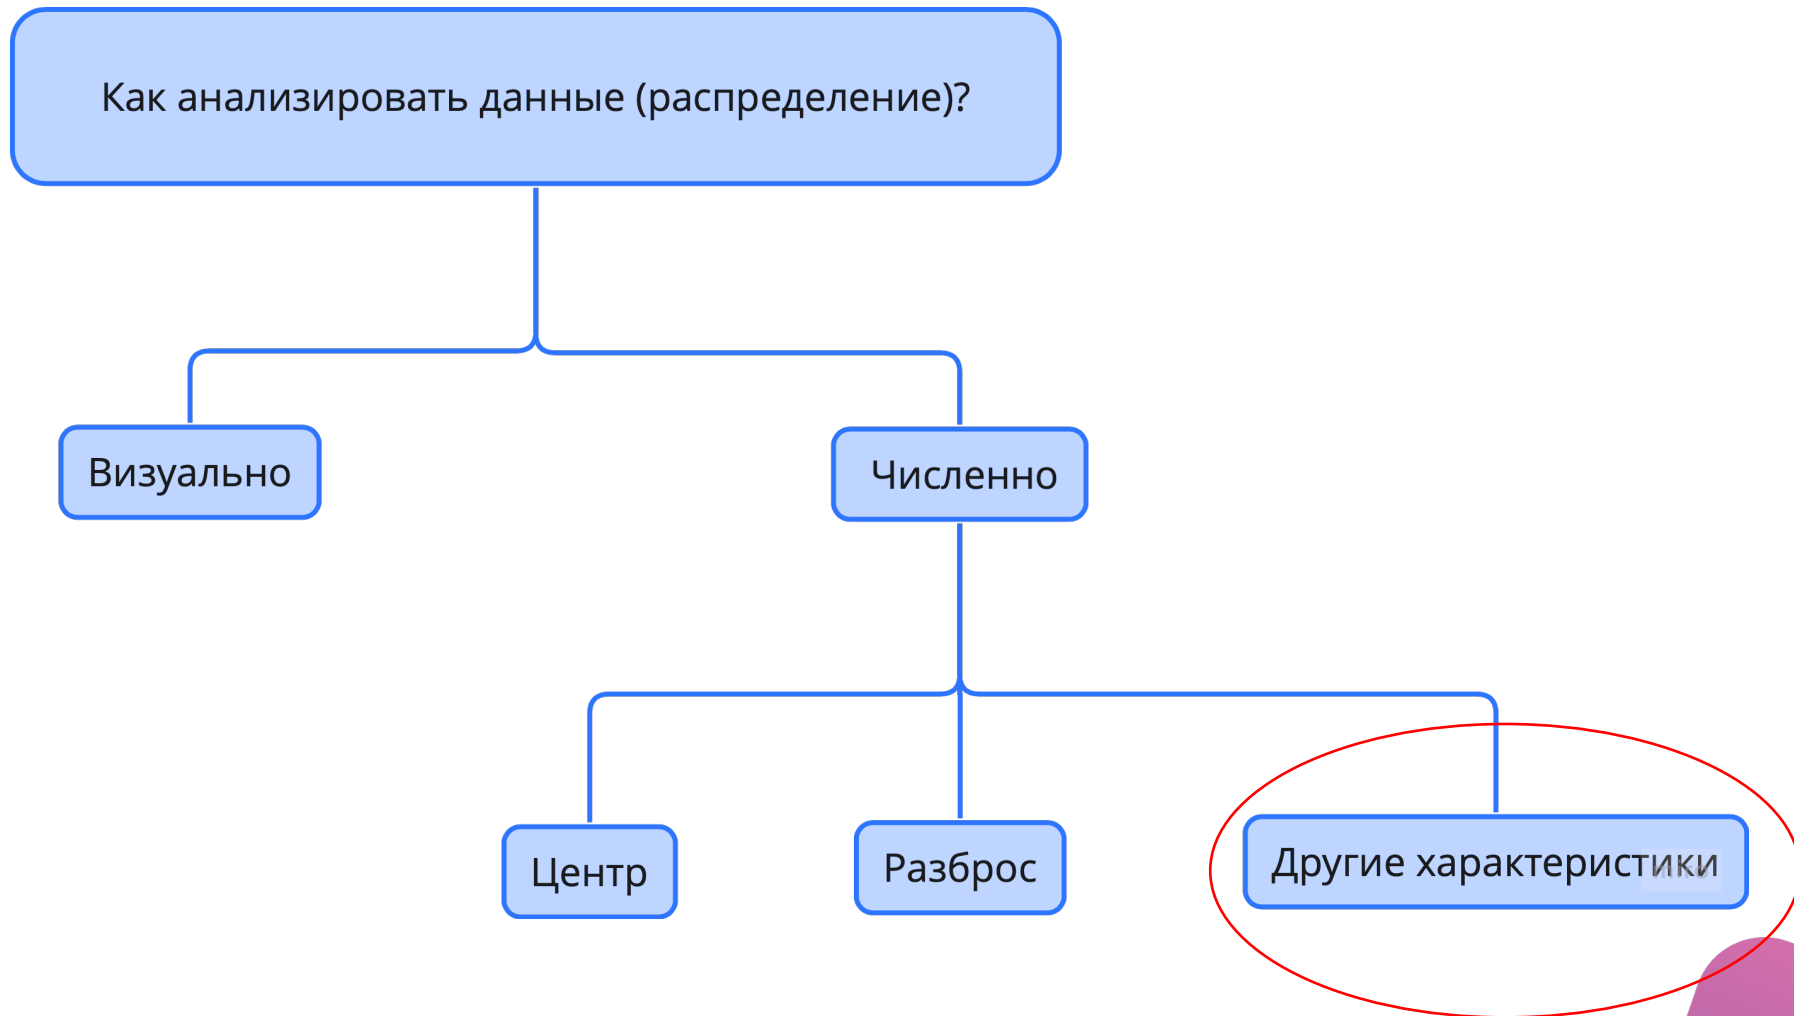 Как анализировать данные (распределение)?
Визуально
Численно
Центр
Разброс
Другие характеристики